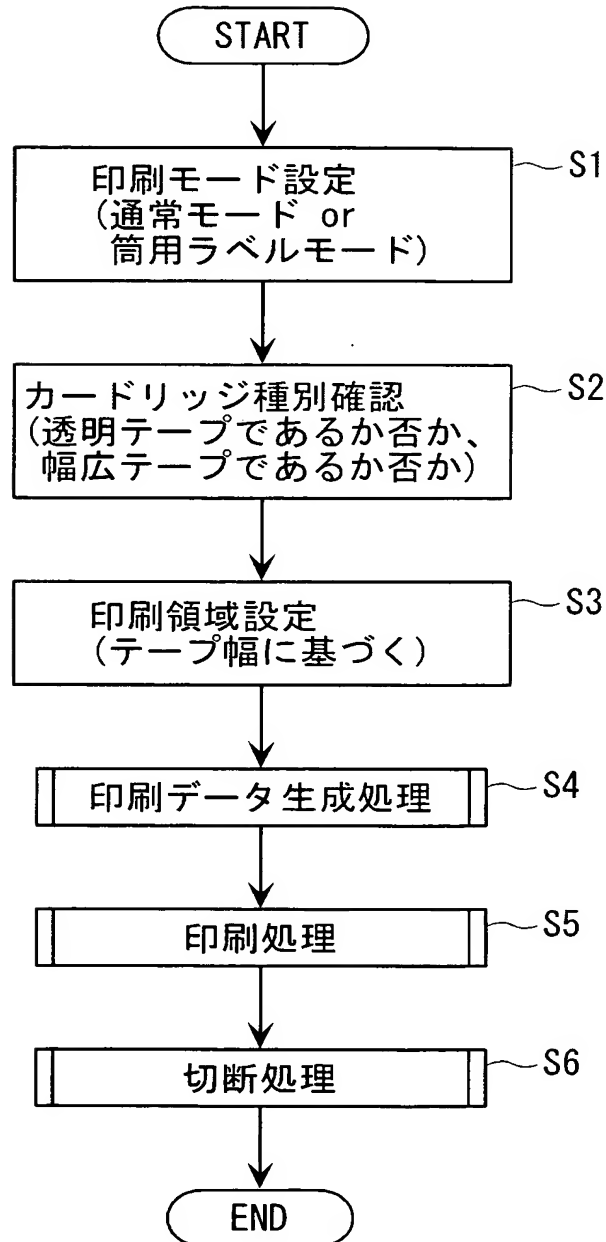 START
印刷モード設定
(通常モード or
筒用ラベルモード)
S1
カードリッジ種別確認
(透明テープであるか否か、
幅広テープであるか否か)
S2
印刷領域設定
(テープ幅に基づく)
S3
印刷データ生成処理
S4
印刷処理
S5
切断処理
S6
END